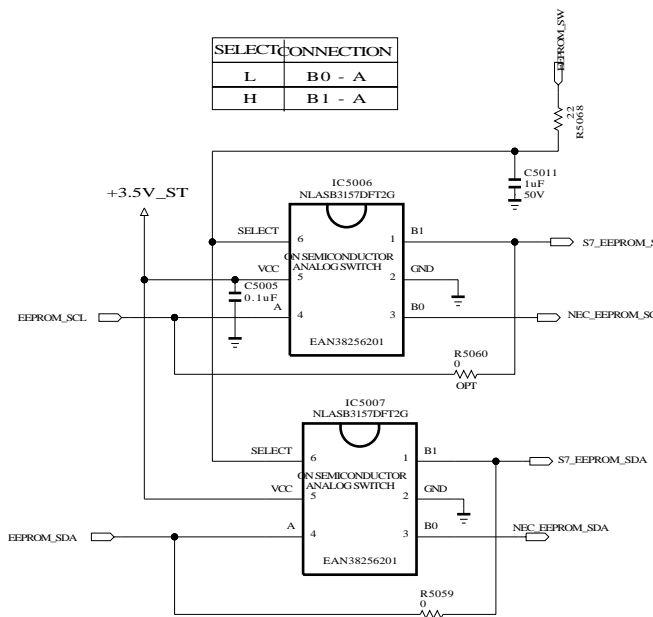 SELECT CONNECTION
L B0 - A
H B1 - A
EEPROM_SW
22
R5068
C5011
1uF
50V
+3.5V_ST
IC5006
NLASB3157DFT2G
SELECT 6 1 B1
S7_EEPROM_S
ON SEMICONDUCTOR
ANALOG SWITCH
VCC 5 2 GND
C5005
0.1uF
EEPROM_SCL
A 4 3 B0
NEC_EEPROM_SC
EAN38256201
R5060
0
OPT
IC5007
NLASB3157DFT2G
SELECT 6 1 B1
S7_EEPROM_SDA
ON SEMICONDUCTOR
ANALOG SWITCH
VCC 5 2 GND
EEPROM_SDA
A 4 3 B0
NEC_EEPROM_SDA
EAN38256201
R5059
0